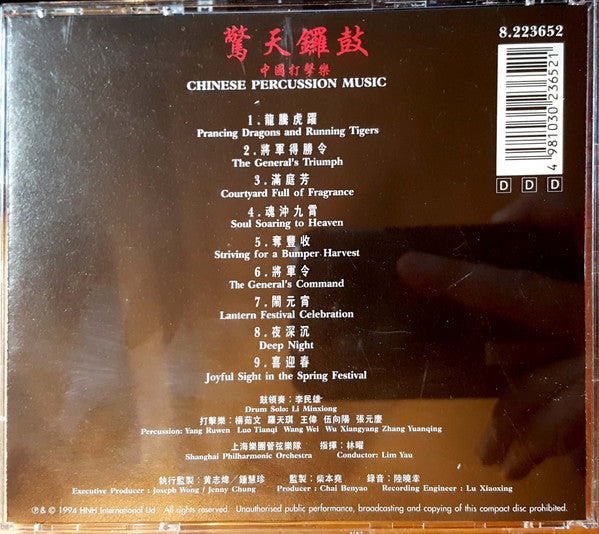 驚天鑼鼓
8.223652
中國打擊樂
CHINESE PERCUSSION MUSIC
4 981030 236521
D D D
1.龍騰虎躍
Prancing Dragons and Running Tigers
2.將軍得勝令
The General's Triumph
3.滿庭芳
Courtyard Full of Fragrance
4.魂沖九霄
Soul Soaring to Heaven
5.奪豐收
Striving for a Bumper Harvest
6.將軍令
The General's Command
7.鬧元宵
Lantern Festival Celebration
8.夜深沉
Deep Night
9.喜迎春
Joyful Sight in the Spring Festival
鼓領奏:李民雄
Drum Solo: Li Minxiong
打擊樂:楊茹文 羅天琪 王偉 伍向陽 張元慶
Percussion: Yang Ruwen Luo Tianqi Wang Wei Wu Xiangyang Zhang Yuanqing
上海樂團管弦樂隊 指揮:林曜
Shanghai Philharmonic Orchestra Conductor: Lim Yau
執行監製:黃志煒/鍾慧珍 監製:柴本堯 錄音:陸曉幸
Executive Producer : Joseph Wong / Jenny Chung Producer : Chai Benyao Recording Engineer : Lu Xiaoxing
℗ & © 1994 HNH International Ltd Unauthorised public performance, broadcasting and copying of this compact disc prohibited.